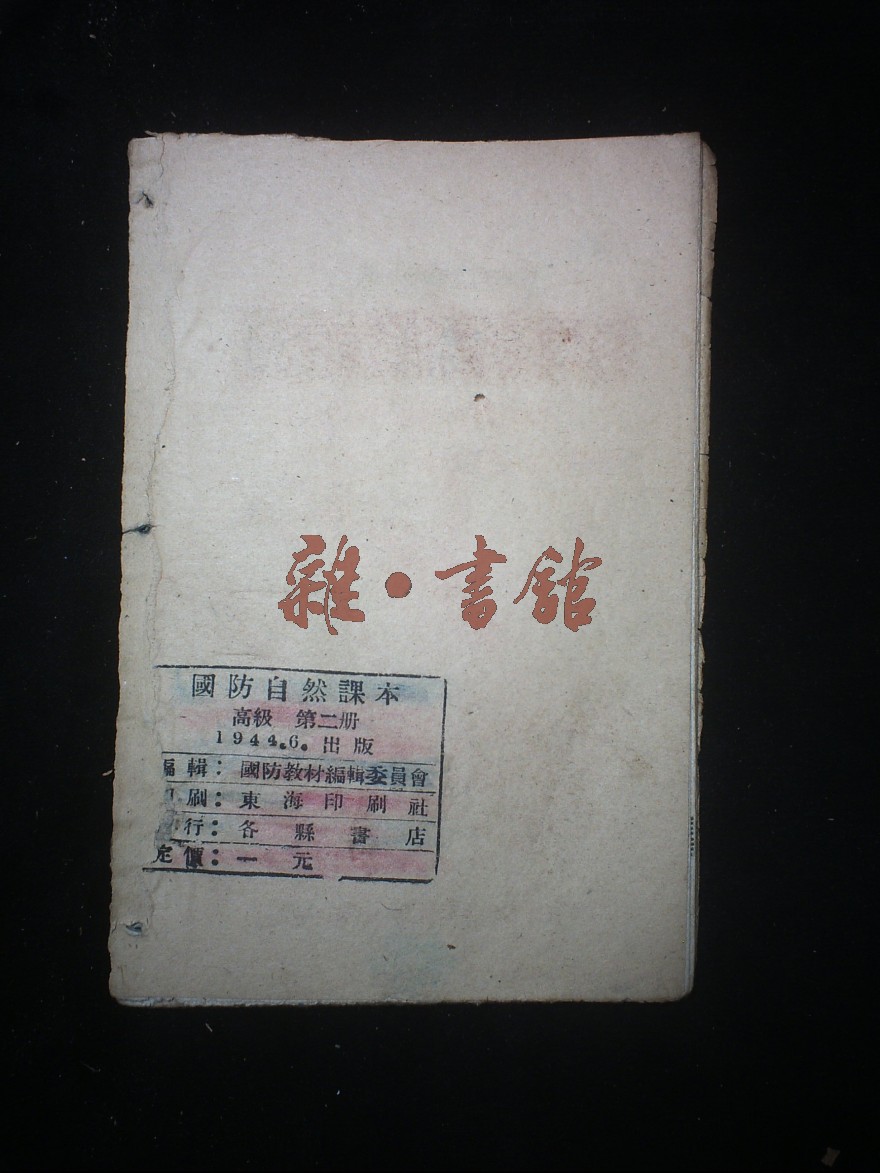 雜·書館
國防自然課本
高級 第二册
1944.6.出版
編輯：國防教材編輯委員會
刷：東海印刷社
行：各縣書店
定價：一元